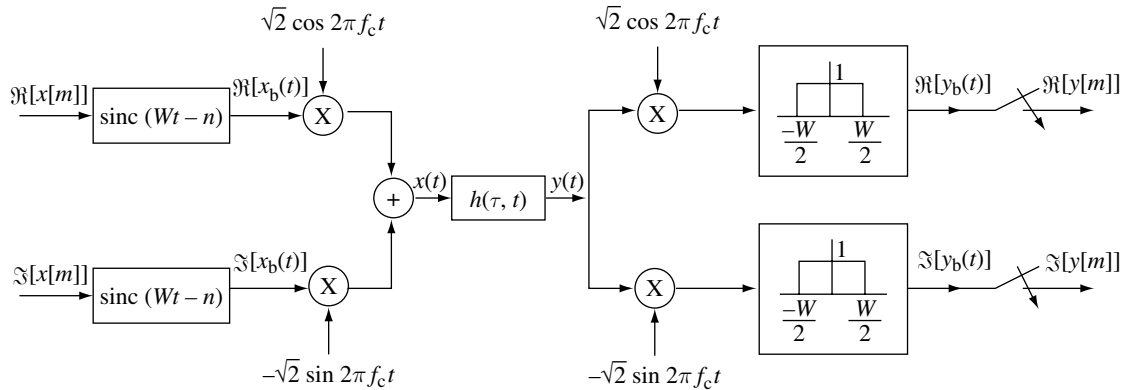 √2 cos 2πf_c t
√2 cos 2πf_c t
ℜ[x[m]]
sinc (Wt – n)
ℜ[x_b(t)]
X
X
1
–W/2
W/2
ℜ[y_b(t)]
ℜ[y[m]]
+
x(t)
h(τ, t)
y(t)
ℑ[x[m]]
sinc (Wt – n)
ℑ[x_b(t)]
X
X
1
–W/2
W/2
ℑ[y_b(t)]
ℑ[y[m]]
–√2 sin 2πf_c t
–√2 sin 2πf_c t